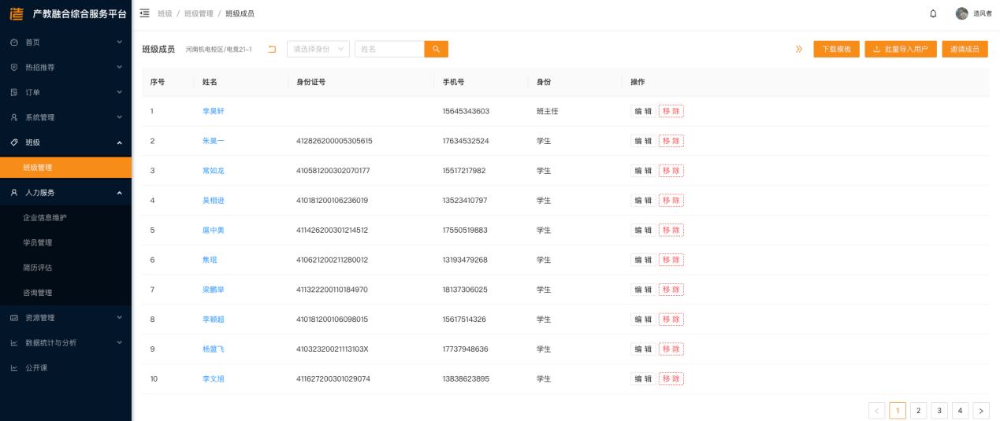 造 产教融合综合服务平台
班级 / 班级管理 / 班级成员
造风者
首页
热招推荐
订单
系统管理
班级
班级管理
人力服务
企业信息维护
学员管理
简历评估
咨询管理
资源管理
数据统计与分析
公开课
班级成员 河南机电校区/电竞21-1 请选择身份 姓名 下载模板 批量导入用户 邀请成员
序号 姓名 身份证号 手机号 身份 操作
1 李昊轩 15645343603 班主任 编 辑 移 除
2 朱昊一 412826200005305615 17634532524 学生 编 辑 移 除
3 常如龙 410581200302070177 15517217982 学生 编 辑 移 除
4 吴相逊 410181200106236019 13523410797 学生 编 辑 移 除
5 扈中奥 411426200301214512 17550519883 学生 编 辑 移 除
6 焦琨 410621200211280012 13193479268 学生 编 辑 移 除
7 梁鹏举 411322200110184970 18137306025 学生 编 辑 移 除
8 李颖超 410181200106098015 15617514326 学生 编 辑 移 除
9 杨盟飞 41032320021113103X 17737948636 学生 编 辑 移 除
10 李文旭 411627200301029074 13838623895 学生 编 辑 移 除
< 1 2 3 4 >